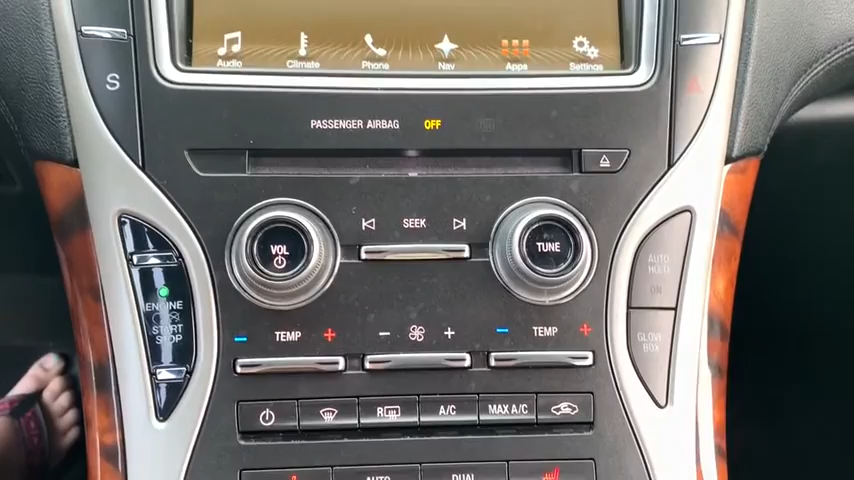 Audio Climate Phone Nav Apps Settings
S
PASSENGER AIRBAG OFF
SEEK
VOL
TUNE
AUTO HOLD
ON
ENGINE
START
STOP
TEMP
TEMP
GLOVE BOX
R
A/C
MAX A/C
AUTO
DUAL